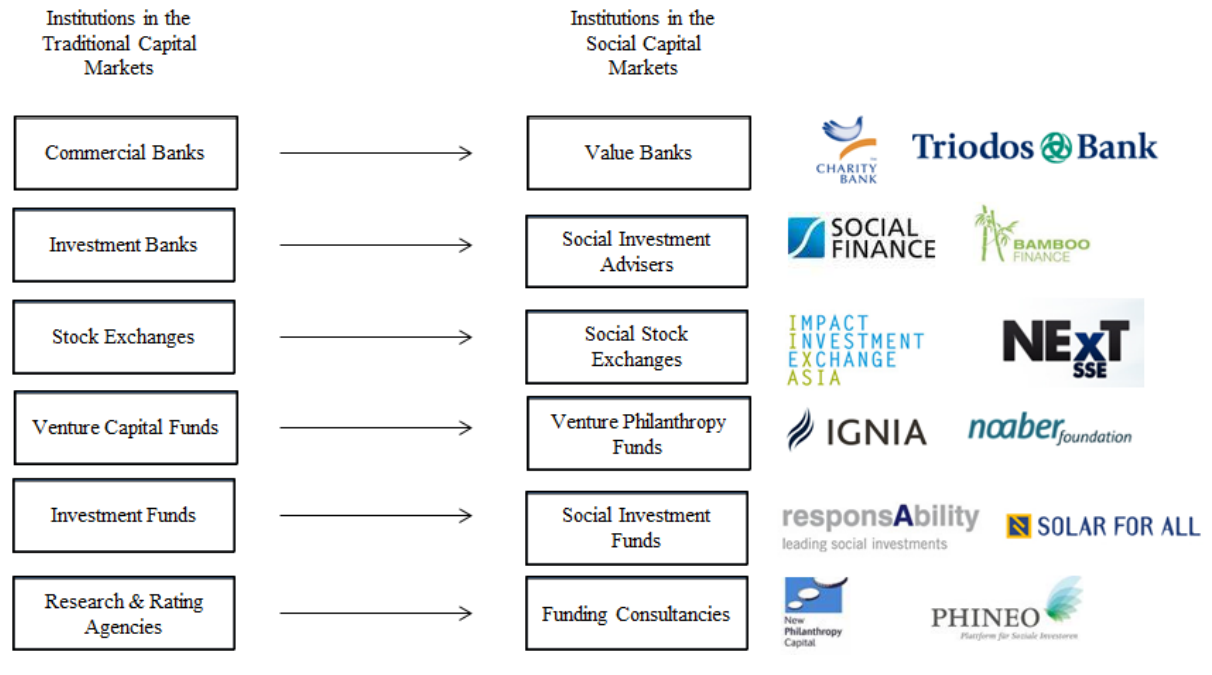 Institutions in the
Traditional Capital
Markets
Institutions in the
Social Capital
Markets
Commercial Banks
Value Banks
CHARITY
BANK
Triodos Bank
Investment Banks
Social Investment
Advisers
SOCIAL
FINANCE
BAMBOO
FINANCE
Stock Exchanges
Social Stock
Exchanges
IMPACT
INVESTMENT
EXCHANGE
ASIA
NExT
SSE
Venture Capital Funds
Venture Philanthropy
Funds
IGNIA
noaber foundation
Investment Funds
Social Investment
Funds
responsAbility
leading social investments
N SOLAR FOR ALL
Research & Rating
Agencies
Funding Consultancies
New
Philanthropy
Capital
PHINEO
Plattform für Soziale Investoren